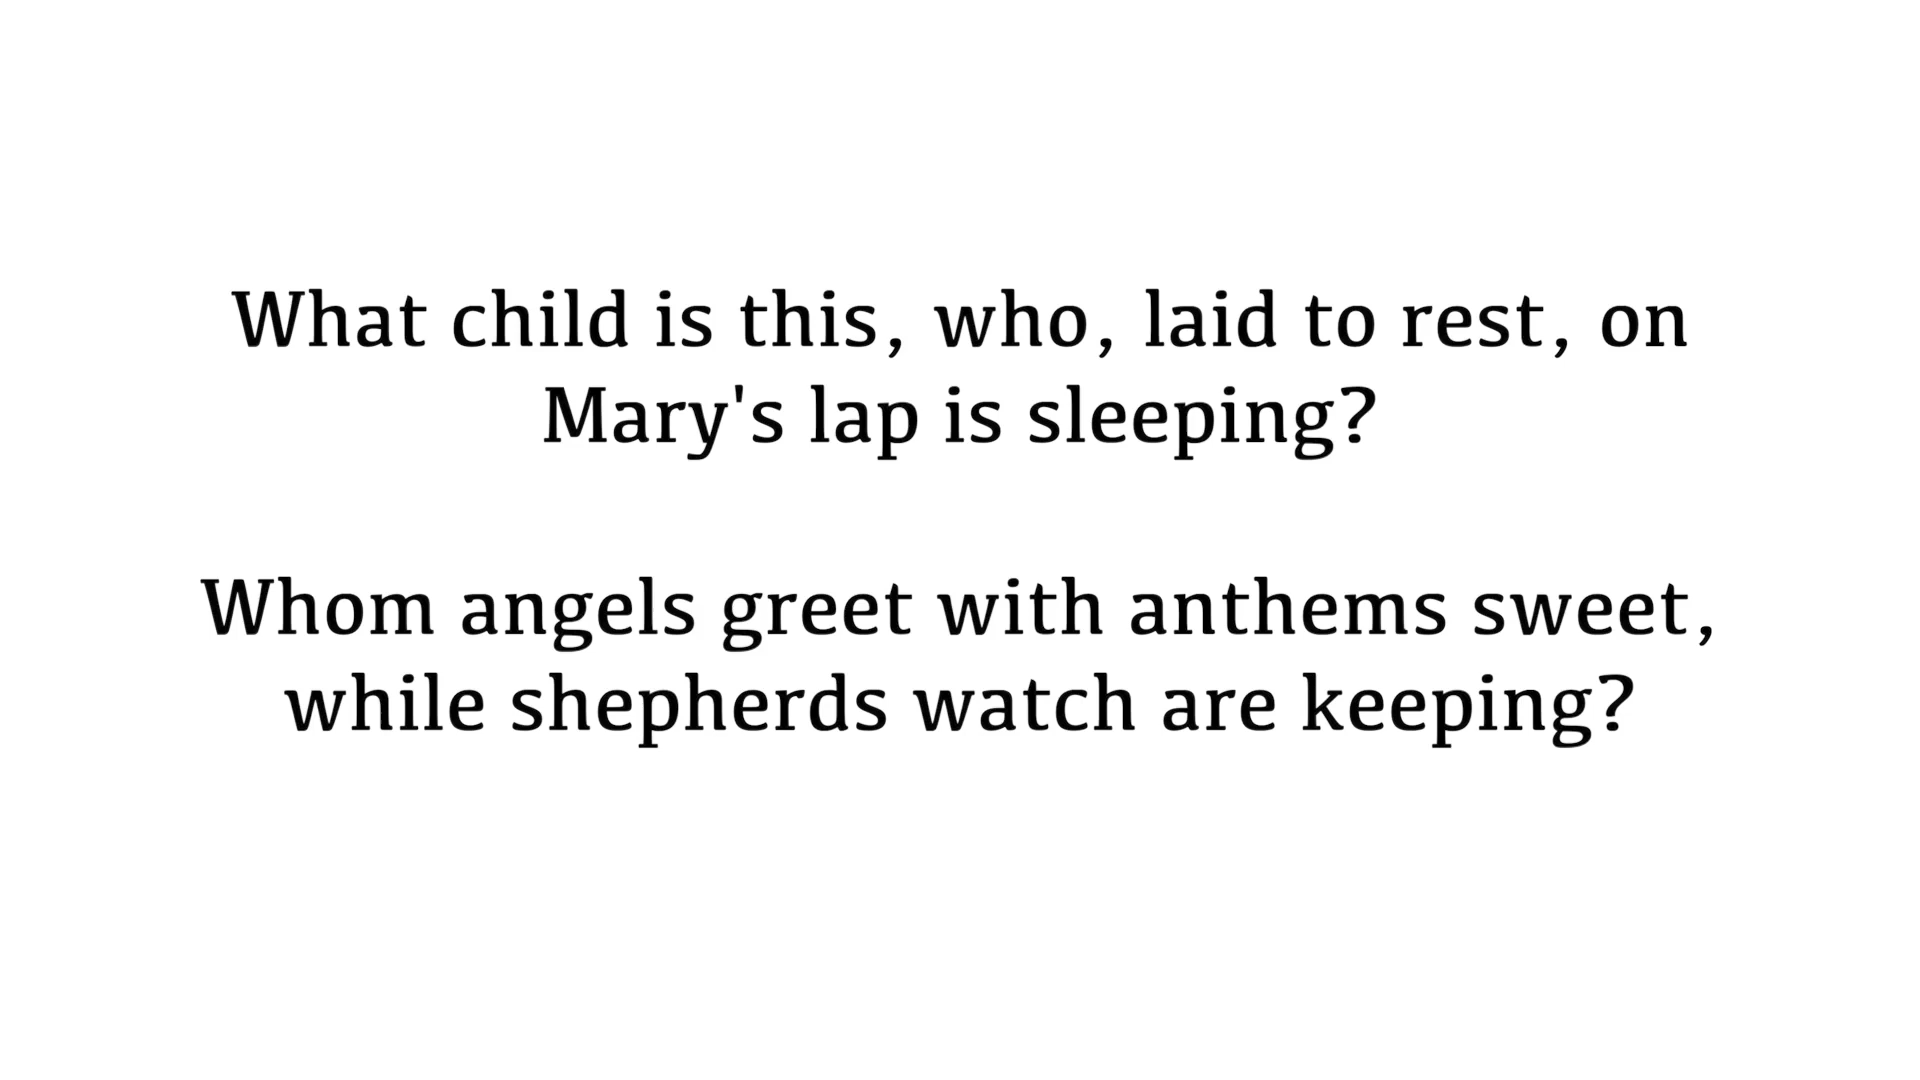 What child is this, who, laid to rest, on
Mary's lap is sleeping?
Whom angels greet with anthems sweet,
while shepherds watch are keeping?